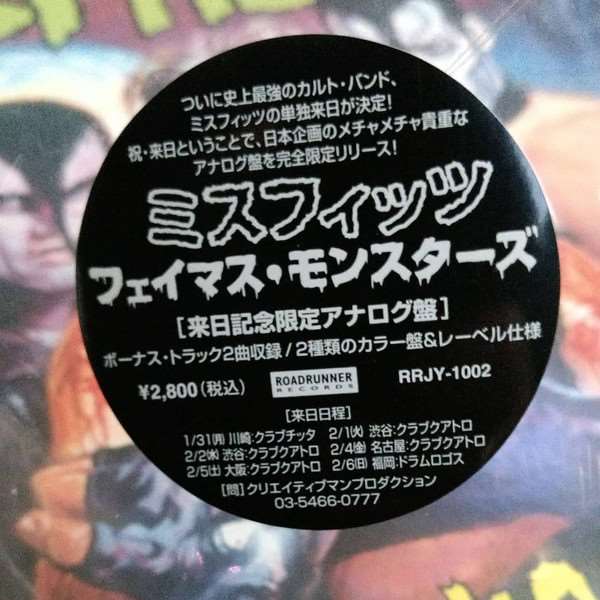 ついに史上最強のカルト・バンド、
ミスフィッツの単独来日が決定!
祝・来日ということで、日本企画のメチャメチャ貴重な
アナログ盤を完全限定リリース!
ミスフィッツ
フェイマス・モンスターズ
[来日記念限定アナログ盤]
ボーナス・トラック2曲収録/2種類のカラー盤&レーベル仕様
¥2,800(税込) ROADRUNNER RECORDS RRJY-1002
[来日日程]
1/31(月)川崎:クラブチッタ 2/1(火)渋谷:クラブクアトロ
2/2(水)渋谷:クラブクアトロ 2/4(金)名古屋:クラブクアトロ
2/5(土)大阪:クラブクアトロ 2/6(日)福岡:ドラムロゴス
[問]クリエイティブマンプロダクション
03-5466-0777